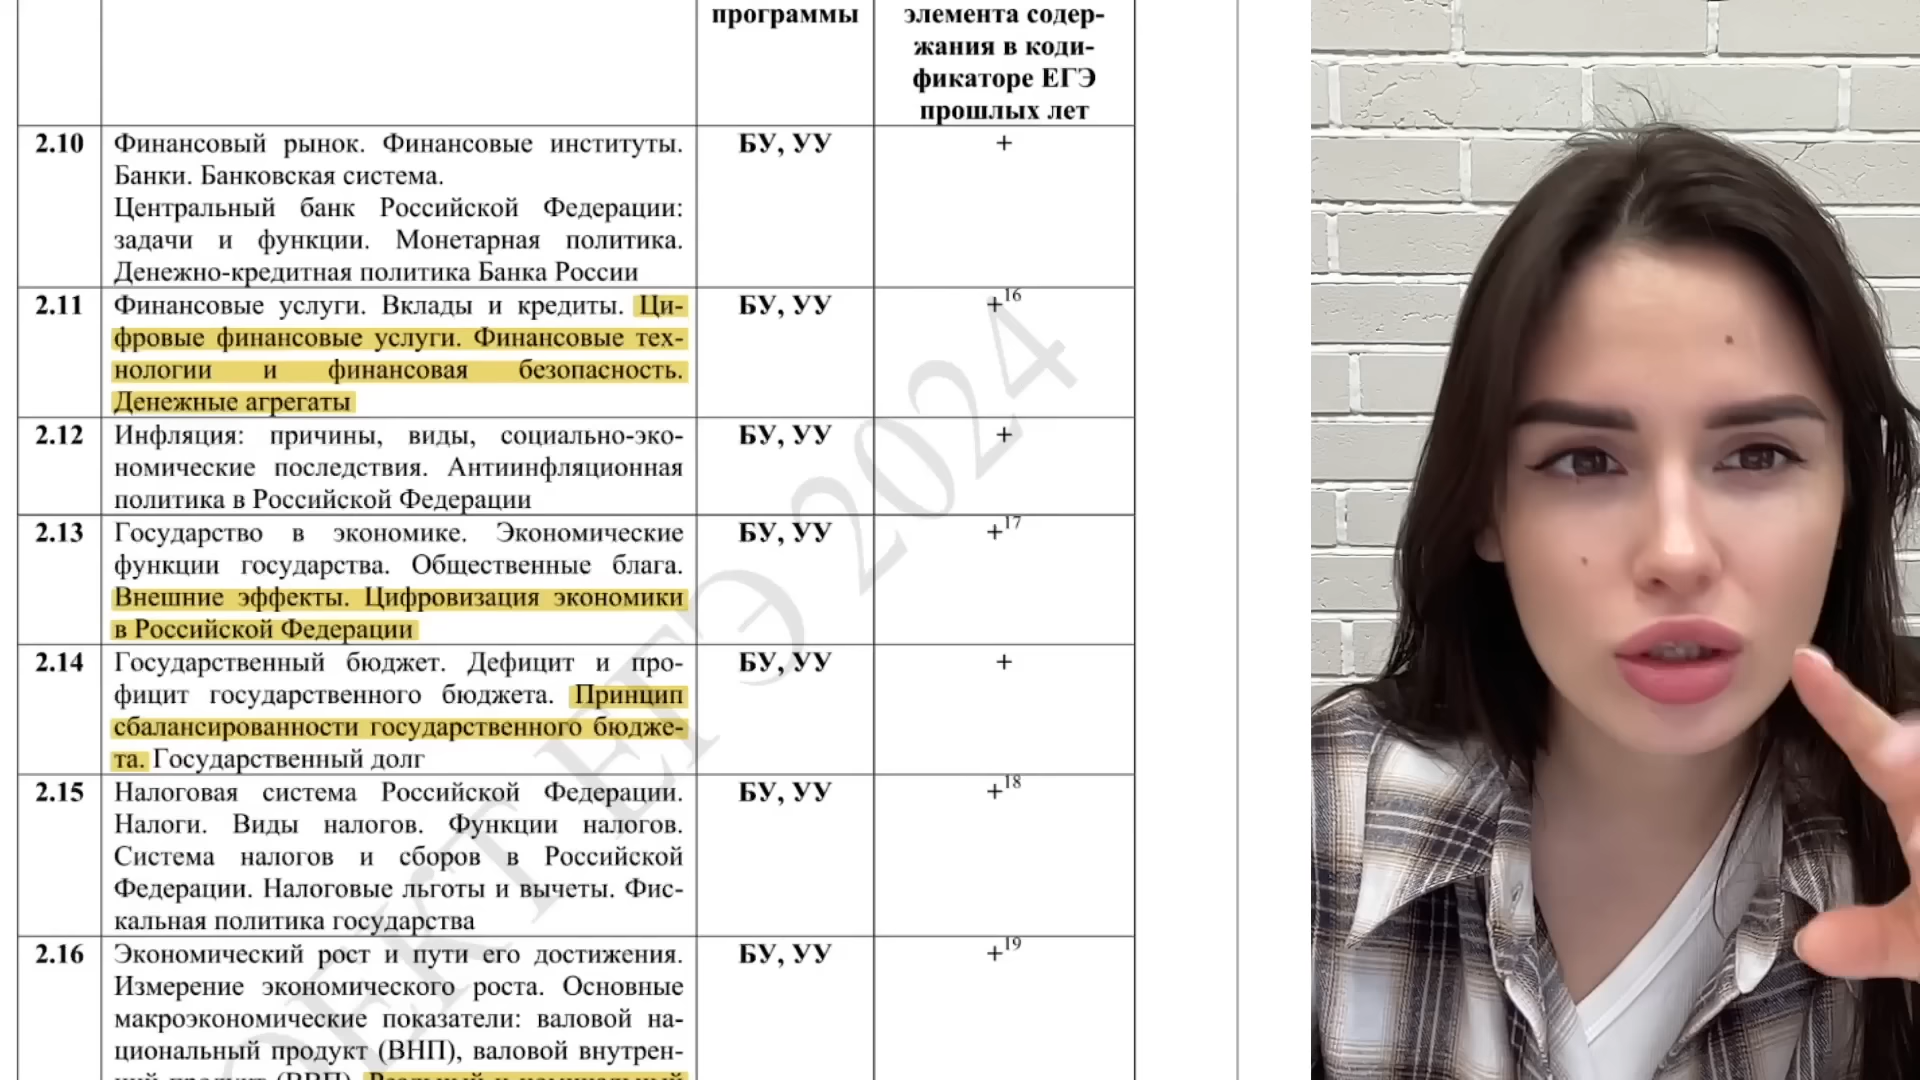 программы
элемента содер-
жания в коди-
фикаторе ЕГЭ
прошлых лет
2.10 Финансовый рынок. Финансовые институты. БУ, УУ +
Банки. Банковская система.
Центральный банк Российской Федерации:
задачи и функции. Монетарная политика.
Денежно-кредитная политика Банка России
2.11 Финансовые услуги. Вклады и кредиты. Ци- БУ, УУ +16
фровые финансовые услуги. Финансовые тех-
нологии и финансовая безопасность.
Денежные агрегаты
2.12 Инфляция: причины, виды, социально-эко- БУ, УУ +
номические последствия. Антиинфляционная
политика в Российской Федерации
2.13 Государство в экономике. Экономические БУ, УУ +17
функции государства. Общественные блага.
Внешние эффекты. Цифровизация экономики
в Российской Федерации
2.14 Государственный бюджет. Дефицит и про- БУ, УУ +
фицит государственного бюджета. Принцип
сбалансированности государственного бюдже-
та. Государственный долг
2.15 Налоговая система Российской Федерации. БУ, УУ +18
Налоги. Виды налогов. Функции налогов.
Система налогов и сборов в Российской
Федерации. Налоговые льготы и вычеты. Фис-
кальная политика государства
2.16 Экономический рост и пути его достижения. БУ, УУ +19
Измерение экономического роста. Основные
макроэкономические показатели: валовой на-
циональный продукт (ВНП), валовой внутрен-
ний продукт (ВВП). Реальный и номинальный
ОЕКТ ЕГЭ 2024